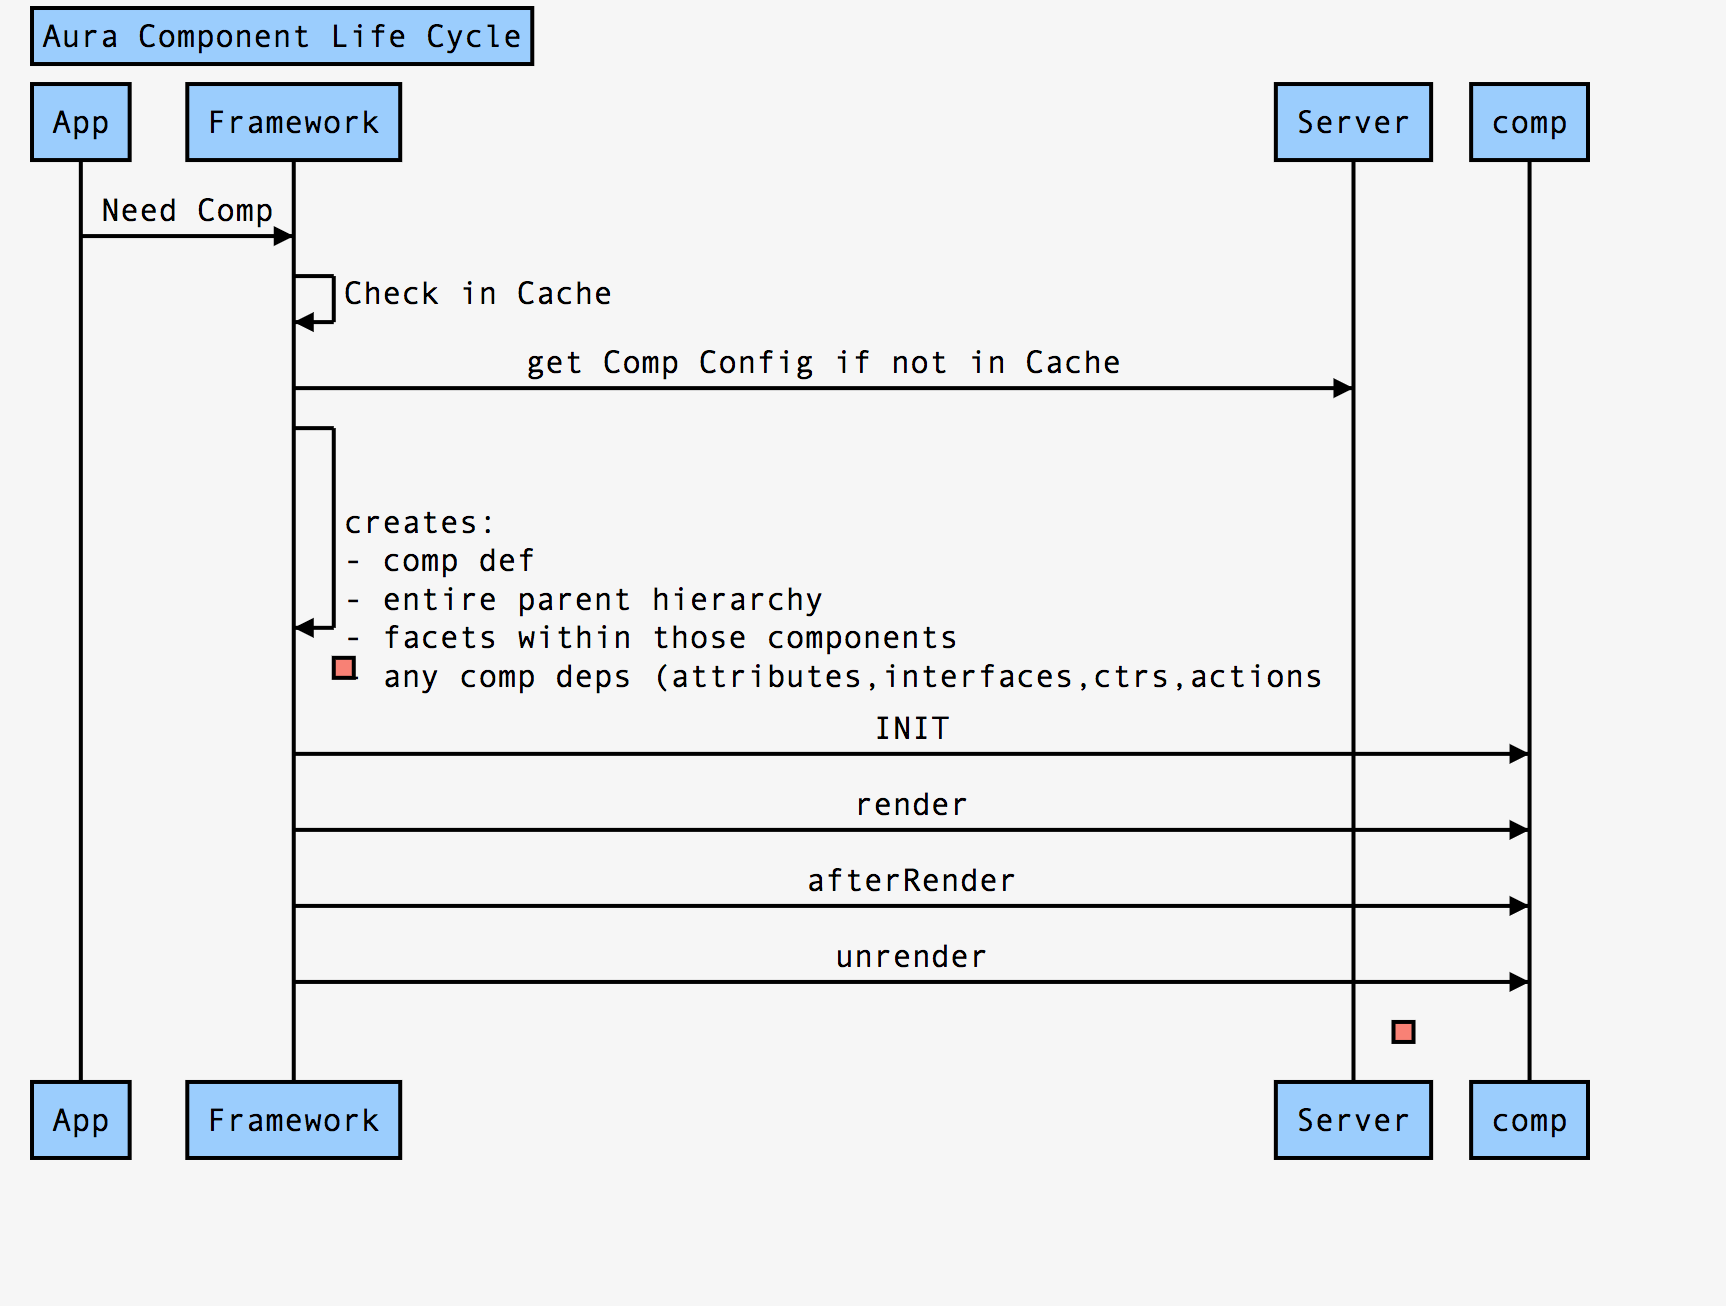 Aura Component Life Cycle
App
Framework
Server
comp
Need Comp
Check in Cache
get Comp Config if not in Cache
creates:
- comp def
- entire parent hierarchy
- facets within those components
- any comp deps (attributes,interfaces,ctrs,actions
INIT
render
afterRender
unrender
App
Framework
Server
comp